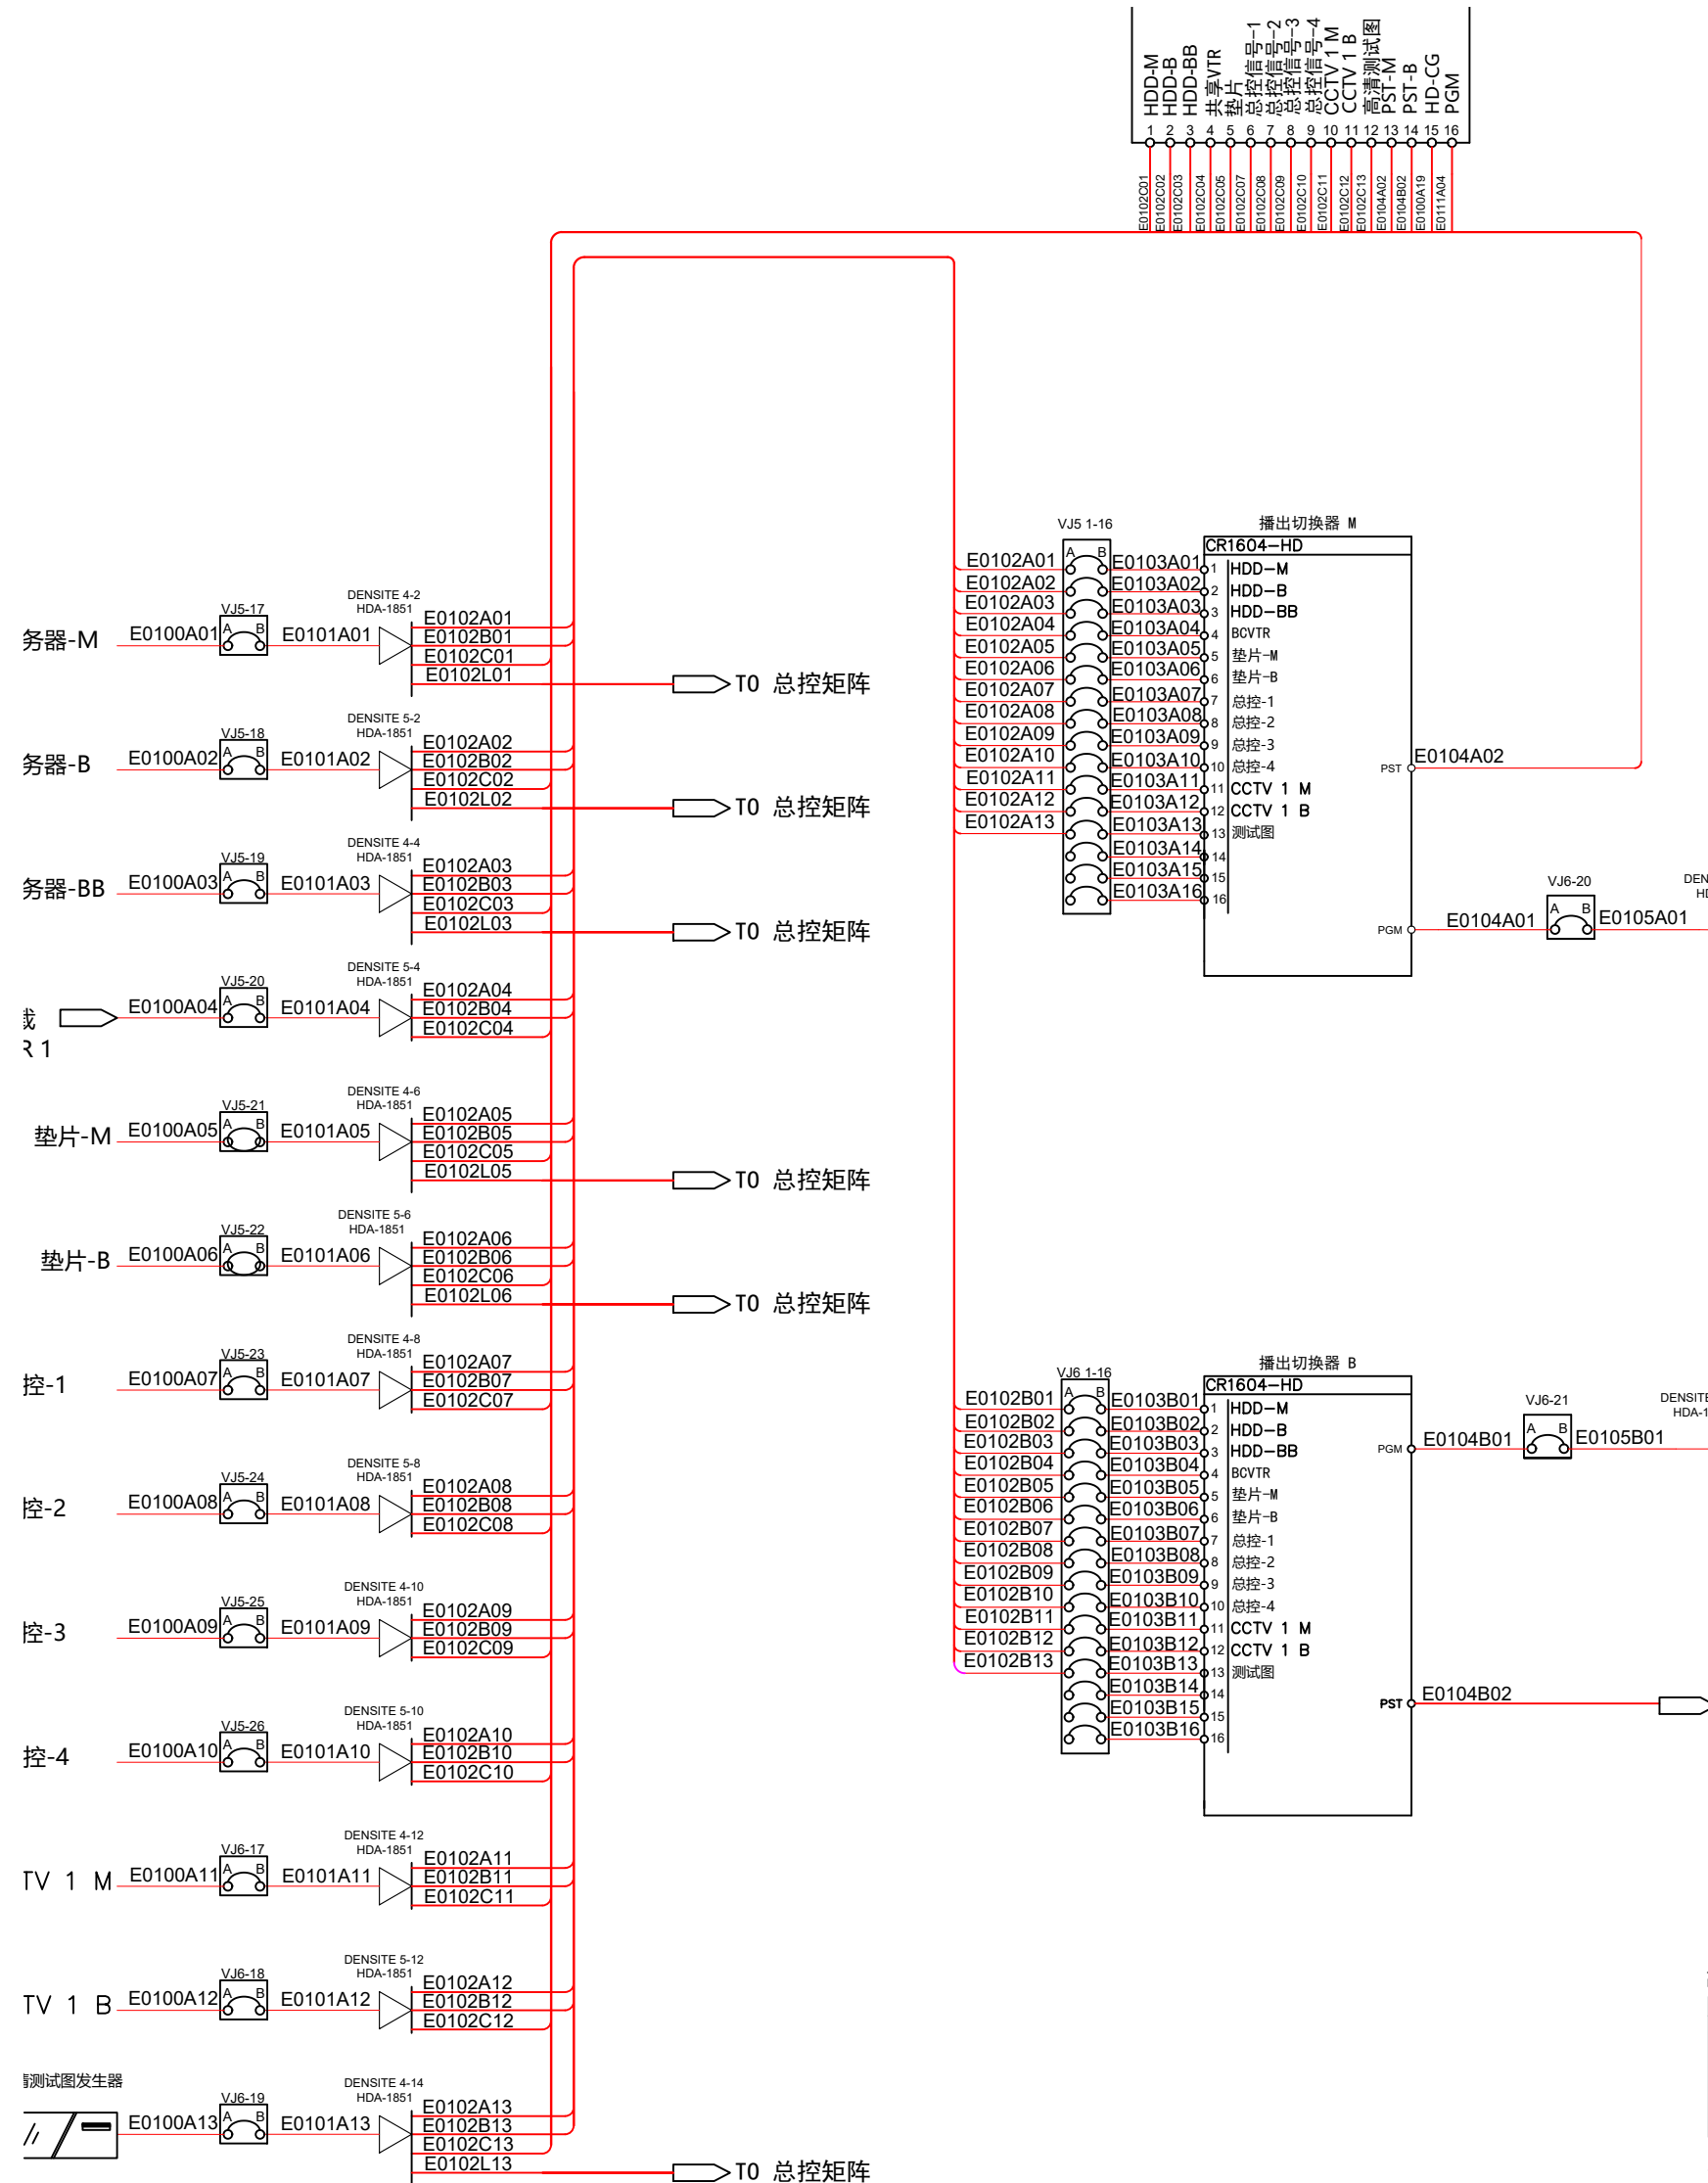 HDD-M
HDD-B
HDD-BB
共享VTR
垫片
总控信号-1
总控信号-2
总控信号-3
总控信号-4
CCTV 1 M
CCTV 1 B
高清测试图
PST-M
PST-B
HD-CG
PGM
1 2 3 4 5 6 7 8 9 10 11 12 13 14 15 16
E0102C01
E0102C02
E0102C03
E0102C04
E0102C05
E0102C07
E0102C08
E0102C09
E0102C10
E0102C11
E0102C12
E0102C13
E0104A02
E0104B02
E0100A19
E0111A04
VJ5 1-16
播出切换器 M
CR1604-HD
A B
E0102A01 E0103A01 1 HDD-M
E0102A02 E0103A02 2 HDD-B
E0102A03 E0103A03 3 HDD-BB
E0102A04 E0103A04 4 BCVTR
E0102A05 E0103A05 5 垫片-M
E0102A06 E0103A06 6 垫片-B
E0102A07 E0103A07 7 总控-1
E0102A08 E0103A08 8 总控-2
E0102A09 E0103A09 9 总控-3
E0102A10 E0103A10 10 总控-4
E0102A11 E0103A11 11 CCTV 1 M
E0102A12 E0103A12 12 CCTV 1 B
E0102A13 E0103A13 13 测试图
E0103A14 14
E0103A15 15
E0103A16 16
PST E0104A02
PGM E0104A01
VJ6-20
A B
E0105A01
DEN
务器-M E0100A01
VJ5-17
A B
E0101A01
DENSITE 4-2
HDA-1851
E0102A01
E0102B01
E0102C01
E0102L01
TO 总控矩阵
务器-B E0100A02
VJ5-18
A B
E0101A02
DENSITE 5-2
HDA-1851
E0102A02
E0102B02
E0102C02
E0102L02
TO 总控矩阵
务器-BB E0100A03
VJ5-19
A B
E0101A03
DENSITE 4-4
HDA-1851
E0102A03
E0102B03
E0102C03
E0102L03
TO 总控矩阵
R 1
E0100A04
VJ5-20
A B
E0101A04
DENSITE 5-4
HDA-1851
E0102A04
E0102B04
E0102C04
垫片-M E0100A05
VJ5-21
A B
E0101A05
DENSITE 4-6
HDA-1851
E0102A05
E0102B05
E0102C05
E0102L05
TO 总控矩阵
垫片-B E0100A06
VJ5-22
A B
E0101A06
DENSITE 5-6
HDA-1851
E0102A06
E0102B06
E0102C06
E0102L06
TO 总控矩阵
控-1 E0100A07
VJ5-23
A B
E0101A07
DENSITE 4-8
HDA-1851
E0102A07
E0102B07
E0102C07
控-2 E0100A08
VJ5-24
A B
E0101A08
DENSITE 5-8
HDA-1851
E0102A08
E0102B08
E0102C08
控-3 E0100A09
VJ5-25
A B
E0101A09
DENSITE 4-10
HDA-1851
E0102A09
E0102B09
E0102C09
控-4 E0100A10
VJ5-26
A B
E0101A10
DENSITE 5-10
HDA-1851
E0102A10
E0102B10
E0102C10
TV 1 M E0100A11
VJ6-17
A B
E0101A11
DENSITE 4-12
HDA-1851
E0102A11
E0102B11
E0102C11
TV 1 B E0100A12
VJ6-18
A B
E0101A12
DENSITE 5-12
HDA-1851
E0102A12
E0102B12
E0102C12
测试图发生器
E0100A13
VJ6-19
A B
E0101A13
DENSITE 4-14
HDA-1851
E0102A13
E0102B13
E0102C13
E0102L13
TO 总控矩阵
VJ6 1-16
播出切换器 B
CR1604-HD
A B
E0102B01 E0103B01 1 HDD-M
E0102B02 E0103B02 2 HDD-B
E0102B03 E0103B03 3 HDD-BB
E0102B04 E0103B04 4 BCVTR
E0102B05 E0103B05 5 垫片-M
E0102B06 E0103B06 6 垫片-B
E0102B07 E0103B07 7 总控-1
E0102B08 E0103B08 8 总控-2
E0102B09 E0103B09 9 总控-3
E0102B10 E0103B10 10 总控-4
E0102B11 E0103B11 11 CCTV 1 M
E0102B12 E0103B12 12 CCTV 1 B
E0102B13 E0103B13 13 测试图
E0103B14 14
E0103B15 15
E0103B16 16
PGM E0104B01
VJ6-21
A B
E0105B01
DENSITE
HDA-1
PST E0104B02